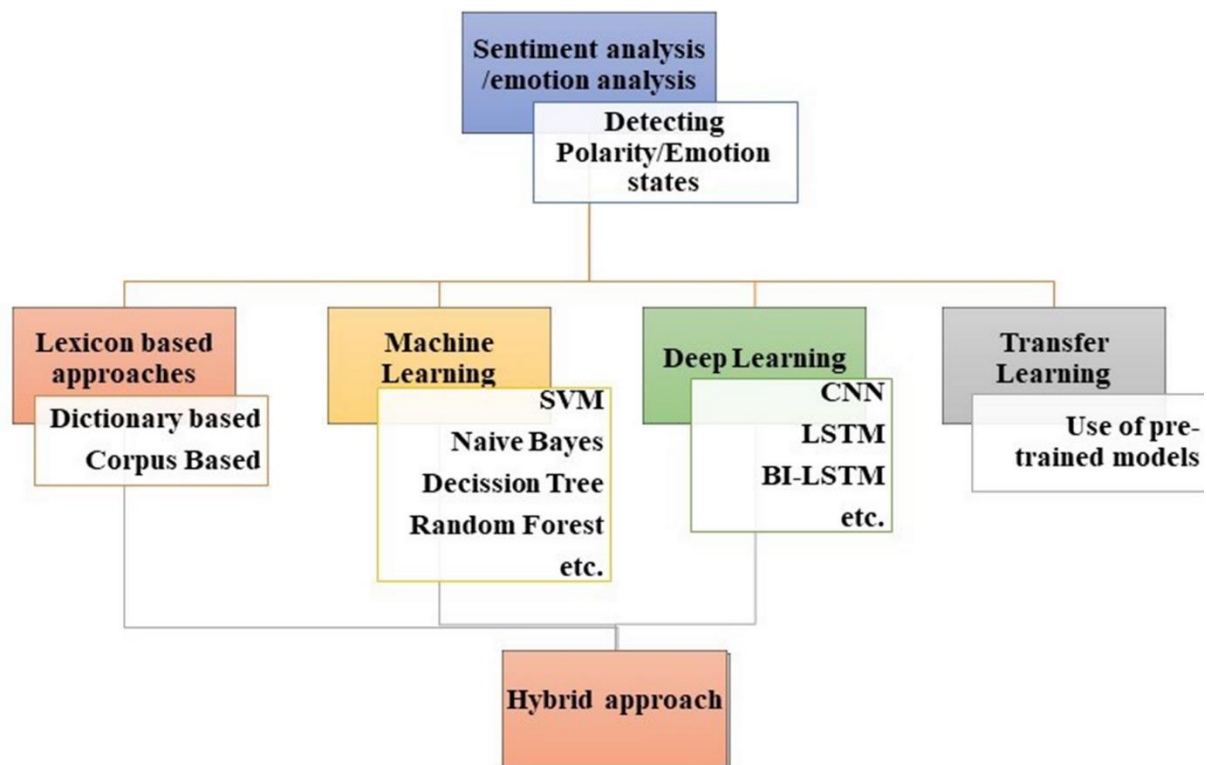 Sentiment analysis
/emotion analysis
Detecting
Polarity/Emotion
states
Lexicon based
approaches
Dictionary based
Corpus Based
Machine
Learning
SVM
Naive Bayes
Decission Tree
Random Forest
etc.
Deep Learning
CNN
LSTM
BI-LSTM
etc.
Transfer
Learning
Use of pre-
trained models
Hybrid approach